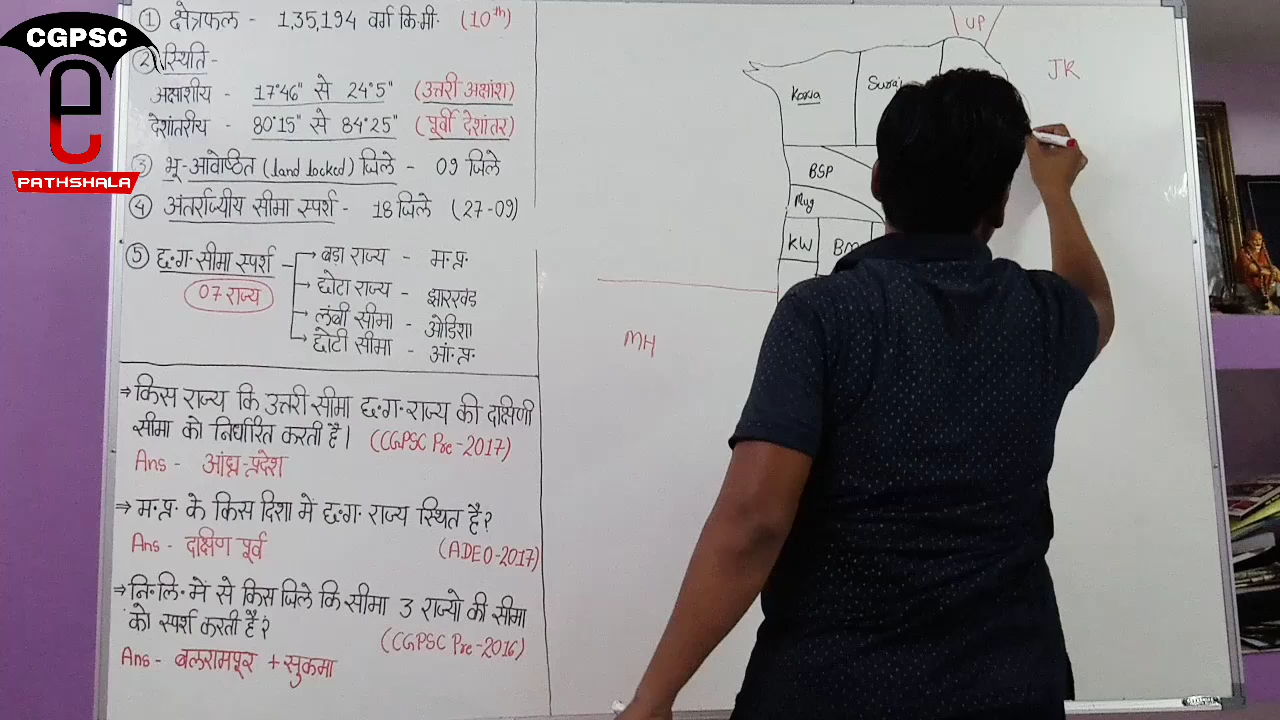 CGPSC
e
PATHSHALA
① क्षेत्रफल - 1,35,194 वर्ग कि.मी. (10th)
② स्थिति -
अक्षांशीय - 17°46" से 24°5" (उत्तरी अक्षांश)
देशांतरीय - 80°15" से 84°25" (पूर्वी देशांतर)
③ भू-आवेष्ठित (land locked) जिले - 09 जिले
④ अंतर्राज्यीय सीमा स्पर्श - 18 जिले (27-09)
⑤ छ.ग. सीमा स्पर्श
07 राज्य
बडा राज्य - म.प्र.
छोटा राज्य - झारखंड
लंबी सीमा - ओडिशा
छोटी सीमा - आं.प्र.
⇒ किस राज्य कि उत्तरी सीमा छ.ग. राज्य की दक्षिणी
सीमा को निर्धारित करती है। (CGPSC Pre-2017)
Ans - आंध्र-प्रदेश
⇒ म.प्र. के किस दिशा में छ.ग. राज्य स्थित है?
Ans - दक्षिण पूर्व (ADEO-2017)
⇒ नि.लि. में से किस जिले कि सीमा 3 राज्यो की सीमा
को स्पर्श करती है?
(CGPSC Pre-2016)
Ans - बलरामपूर + सुकमा
UP
JK
Koria
BSP
Mug
KW
MH